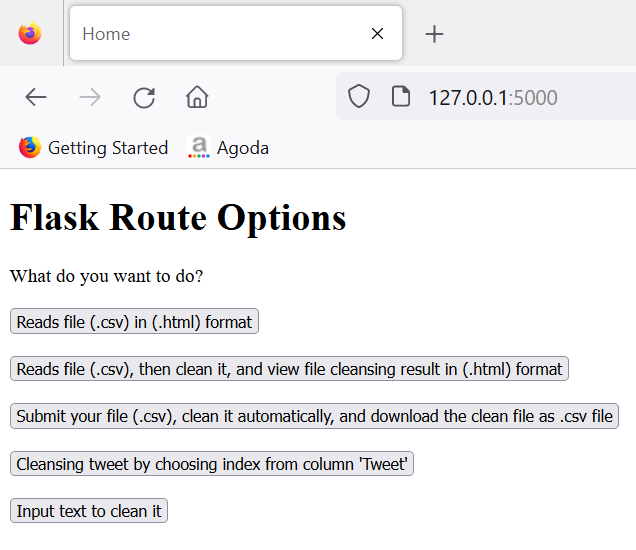 Home
127.0.0.1:5000
Getting Started
a Agoda
Flask Route Options
What do you want to do?
Reads file (.csv) in (.html) format
Reads file (.csv), then clean it, and view file cleansing result in (.html) format
Submit your file (.csv), clean it automatically, and download the clean file as .csv file
Cleansing tweet by choosing index from column 'Tweet'
Input text to clean it